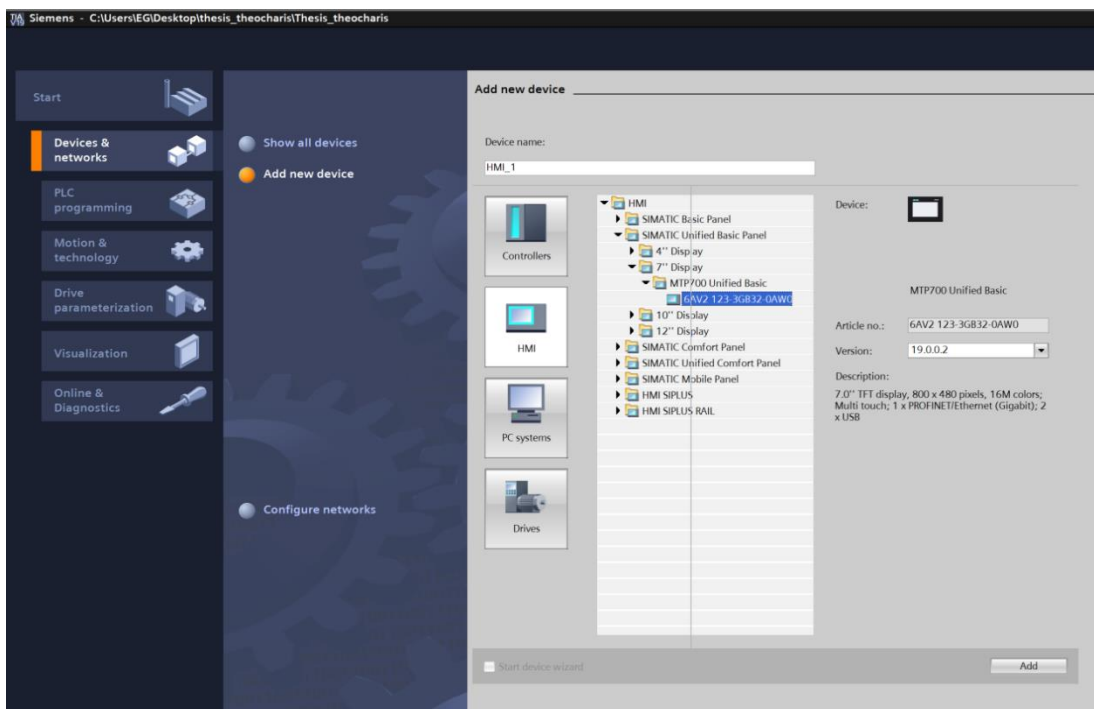 Siemens - C:\Users\EG\Desktop\thesis_theocharis\Thesis_theocharis
Start
Devices &
networks
PLC
programming
Motion &
technology
Drive
parameterization
Visualization
Online &
Diagnostics
Show all devices
Add new device
Configure networks
Add new device
Device name:
HMI_1
Controllers
HMI
PC systems
Drives
HMI
SIMATIC Basic Panel
SIMATIC Unified Basic Panel
4'' Display
7'' Display
MTP700 Unified Basic
6AV2 123-3GB32-0AW0
10'' Display
12'' Display
SIMATIC Comfort Panel
SIMATIC Unified Comfort Panel
SIMATIC Mobile Panel
HMI SIPLUS
HMI SIPLUS RAIL
Device:
MTP700 Unified Basic
Article no.: 6AV2 123-3GB32-0AW0
Version: 19.0.0.2
Description:
7.0'' TFT display, 800 x 480 pixels, 16M colors;
Multi touch; 1 x PROFINET/Ethernet (Gigabit); 2
x USB
Start device wizard
Add